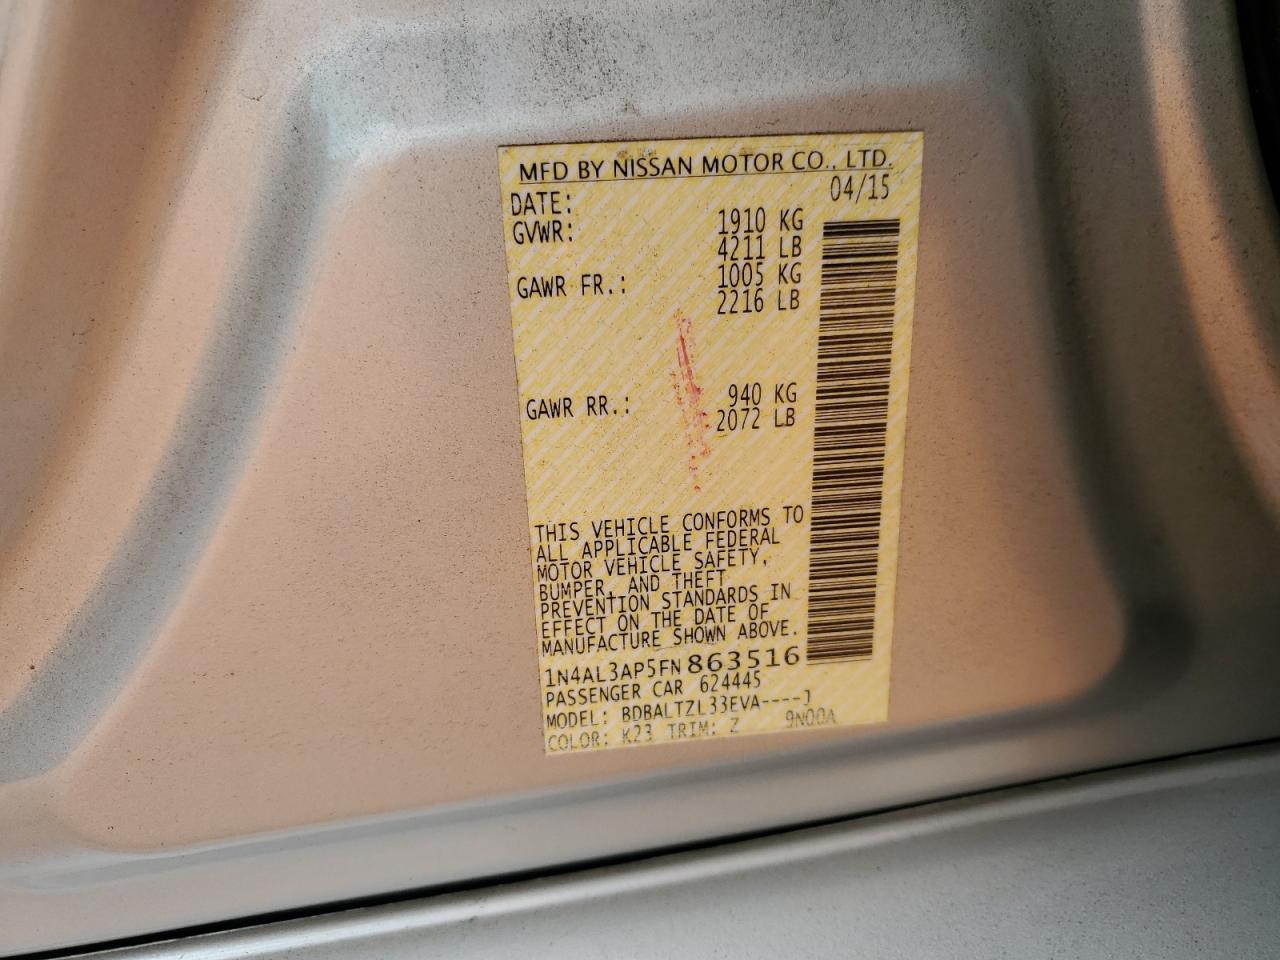 MFD BY NISSAN MOTOR CO., LTD.
DATE: 04/15
GVWR: 1910 KG
4211 LB
GAWR FR.: 1005 KG
2216 LB
GAWR RR.: 940 KG
2072 LB
THIS VEHICLE CONFORMS TO
ALL APPLICABLE FEDERAL
MOTOR VEHICLE SAFETY,
BUMPER, AND THEFT
PREVENTION STANDARDS IN
EFFECT ON THE DATE OF
MANUFACTURE SHOWN ABOVE.
1N4AL3AP5FN863516
PASSENGER CAR 624445
MODEL: BDBALTZL33EVA----J
COLOR: K23 TRIM: Z 9N00A